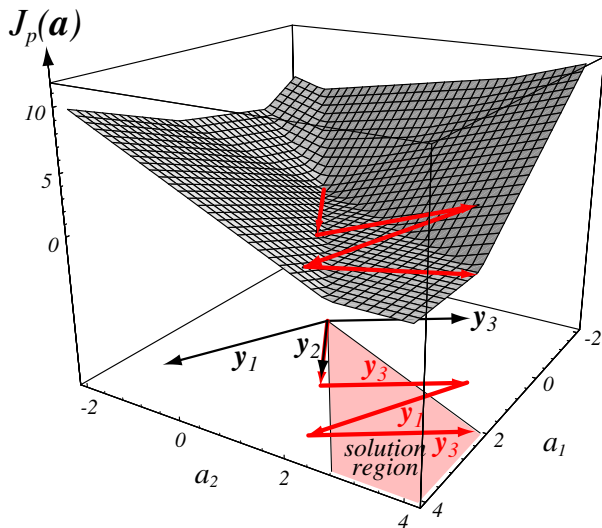 Jₚ(a)
10
5
0
y₃
y₁
y₂
y₃
y₁
y₃
solution
region
-2
0
2
4
a₂
-2
0
2
4
a₁